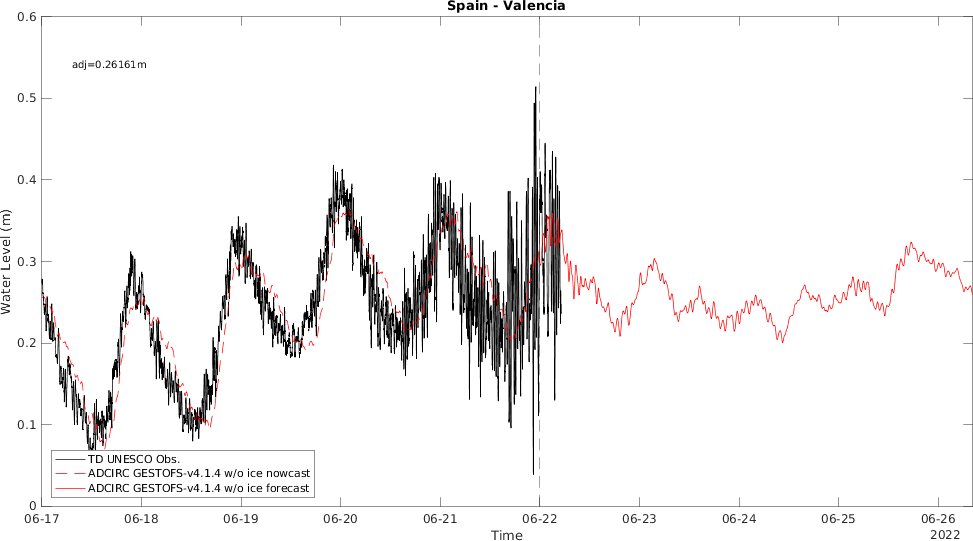 Spain - Valencia
0.6
adj=0.26161m
0.5
0.4
0.3
0.2
0.1
0
Water Level (m)
TD UNESCO Obs.
ADCIRC GESTOFS-v4.1.4 w/o ice nowcast
ADCIRC GESTOFS-v4.1.4 w/o ice forecast
06-17 06-18 06-19 06-20 06-21 06-22 06-23 06-24 06-25 06-26
2022
Time